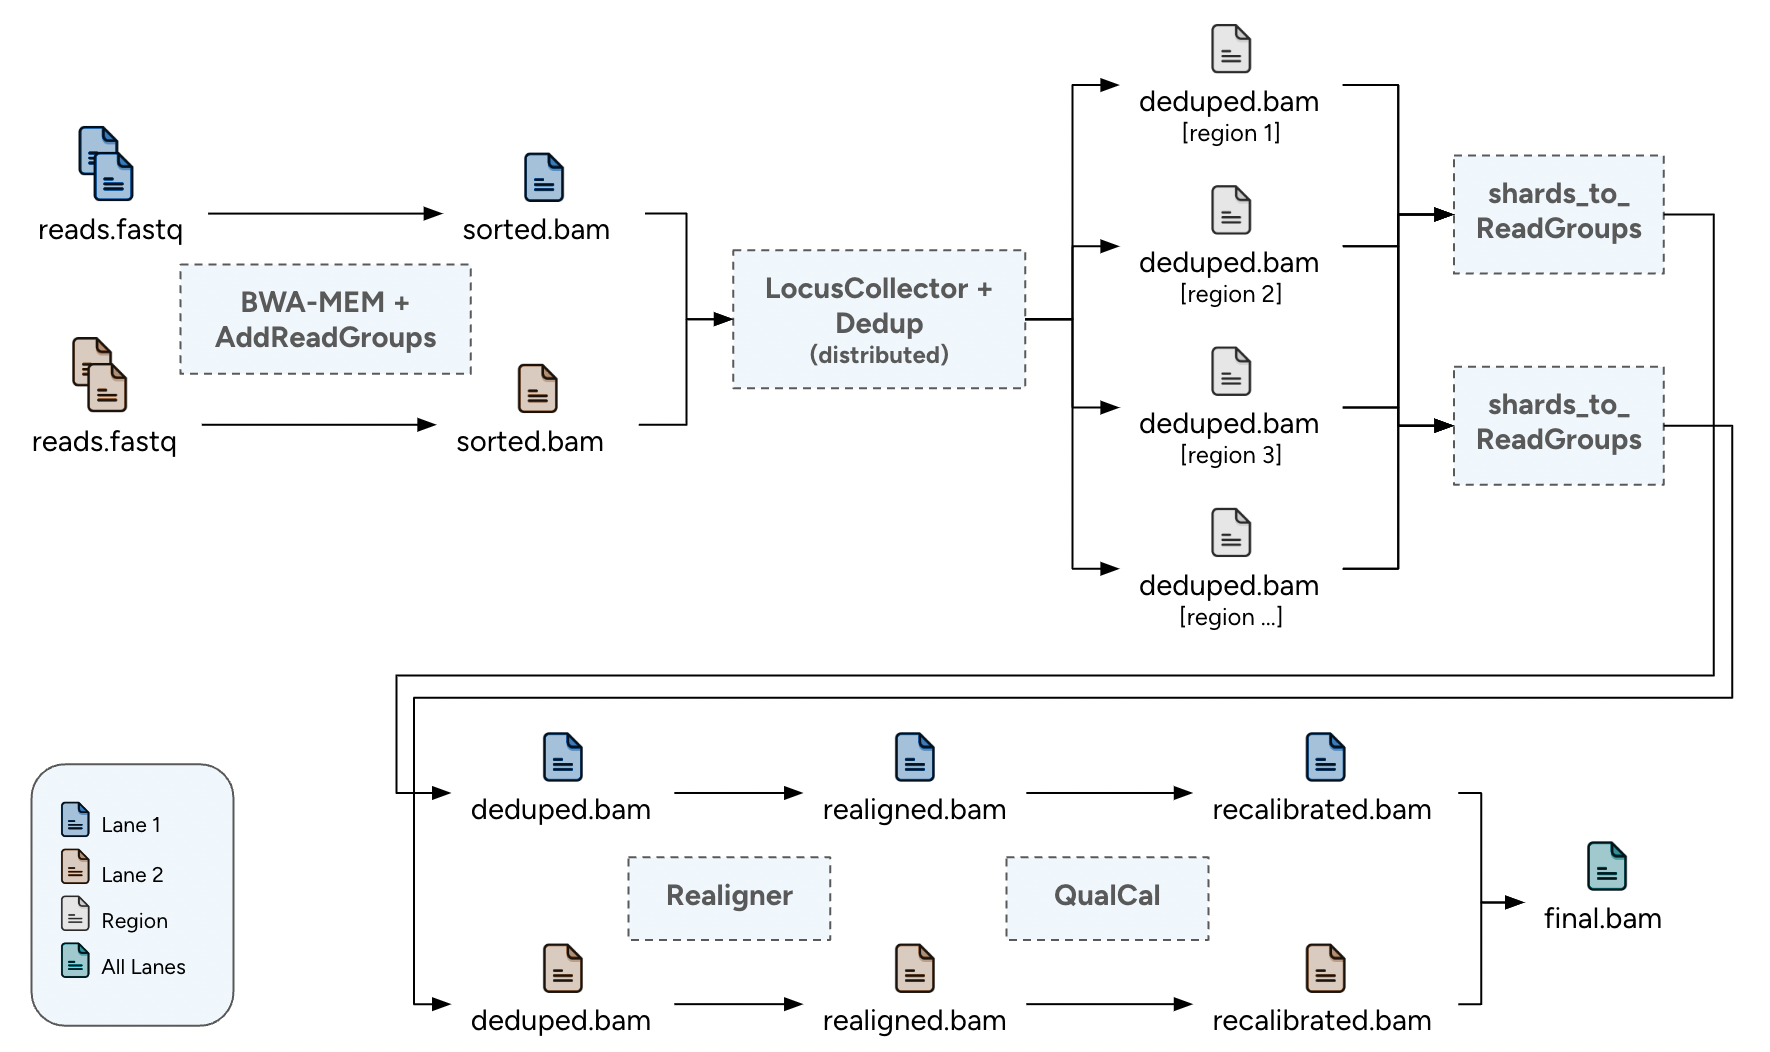 reads.fastq
sorted.bam
BWA-MEM +
AddReadGroups
reads.fastq
sorted.bam
LocusCollector +
Dedup
(distributed)
deduped.bam
[region 1]
deduped.bam
[region 2]
deduped.bam
[region 3]
deduped.bam
[region ...]
shards_to_
ReadGroups
shards_to_
ReadGroups
deduped.bam
realigned.bam
recalibrated.bam
Realigner
QualCal
deduped.bam
realigned.bam
recalibrated.bam
final.bam
Lane 1
Lane 2
Region
All Lanes